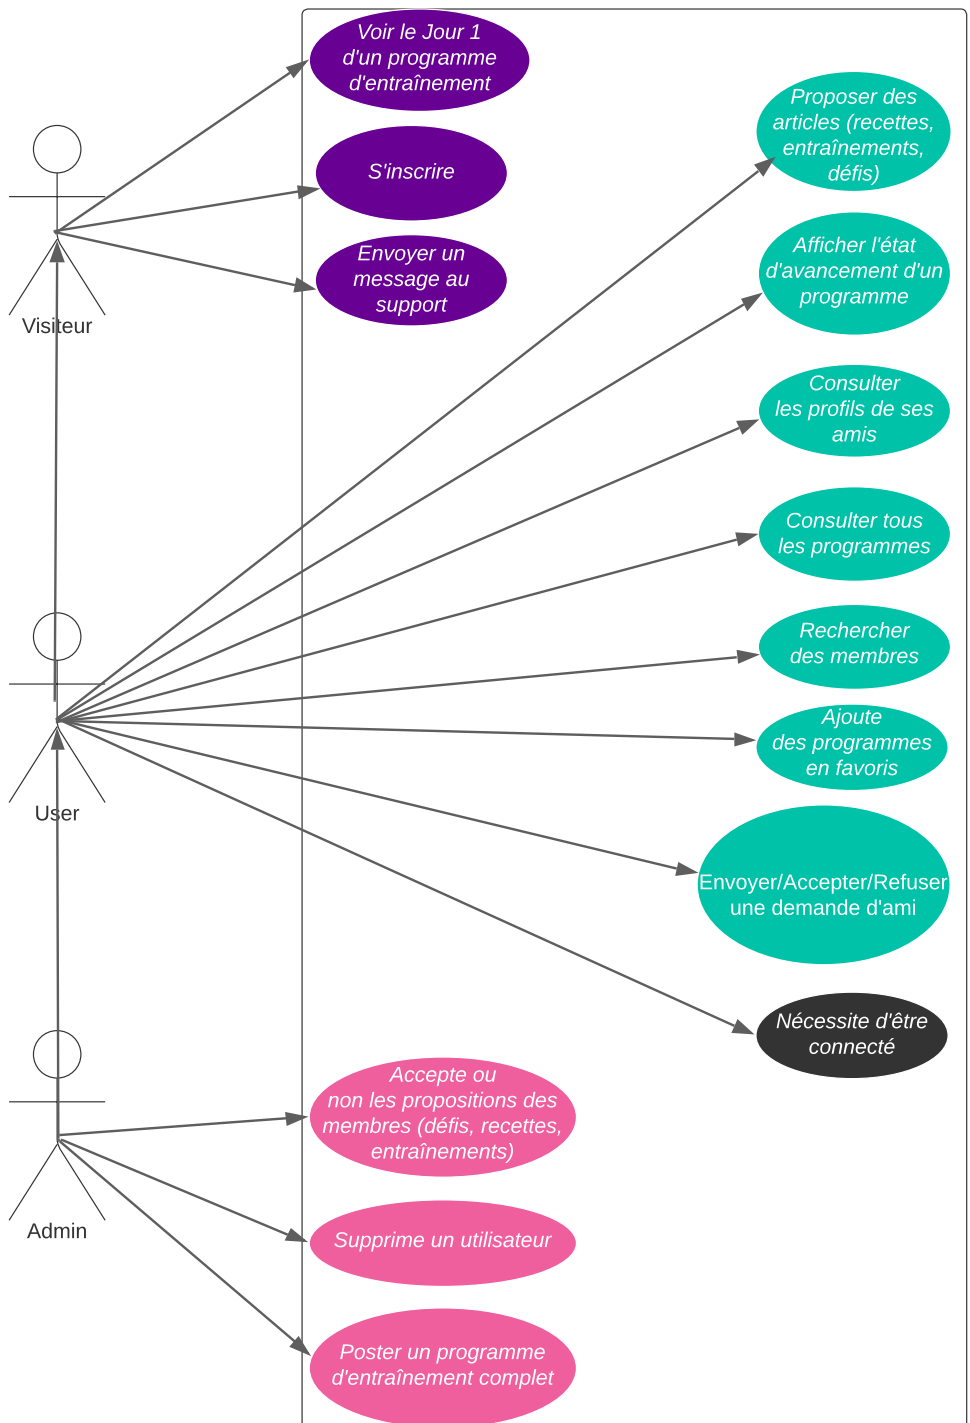 Voir le Jour 1
d'un programme
d'entraînement
S'inscrire
Envoyer un
message au
support
Visiteur
Proposer des
articles (recettes,
entraînements,
défis)
Afficher l'état
d'avancement d'un
programme
Consulter
les profils de ses
amis
Consulter tous
les programmes
Rechercher
des membres
Ajoute
des programmes
en favoris
User
Envoyer/Accepter/Refuser
une demande d'ami
Nécessite d'être
connecté
Accepte ou
non les propositions des
membres (défis, recettes,
entraînements)
Admin
Supprime un utilisateur
Poster un programme
d'entraînement complet